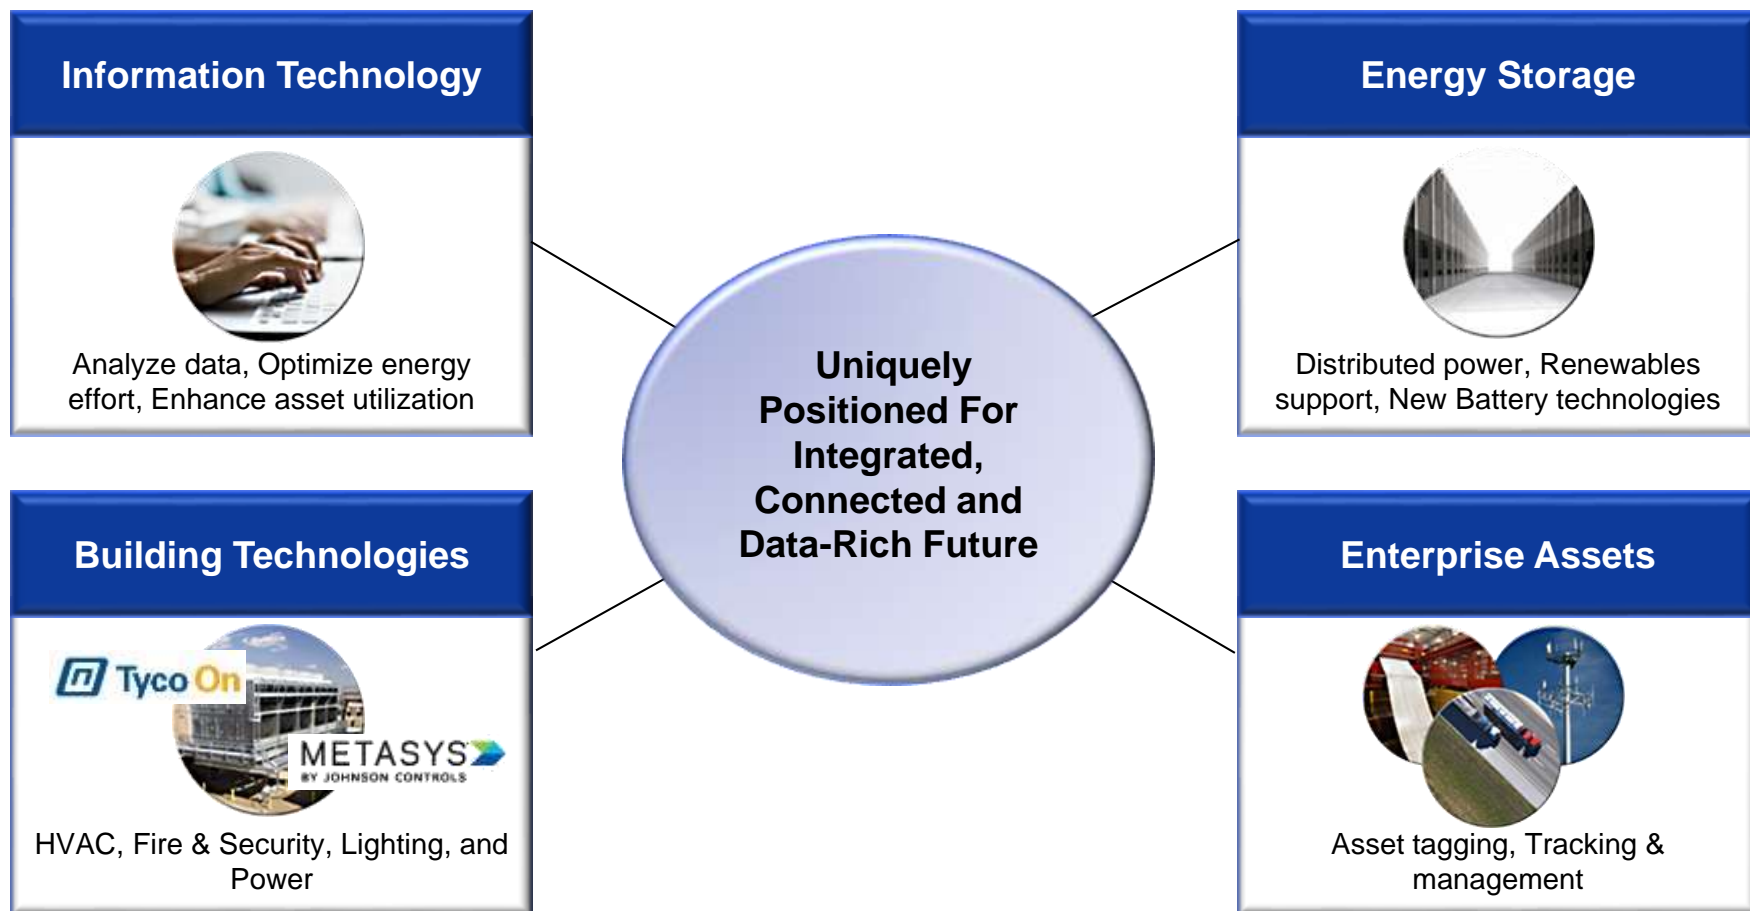 Information Technology
Analyze data, Optimize energy
effort, Enhance asset utilization
Energy Storage
Distributed power, Renewables
support, New Battery technologies
Uniquely
Positioned For
Integrated,
Connected and
Data-Rich Future
Building Technologies
Tyco On
METASYS
BY JOHNSON CONTROLS
HVAC, Fire & Security, Lighting, and
Power
Enterprise Assets
Asset tagging, Tracking &
management